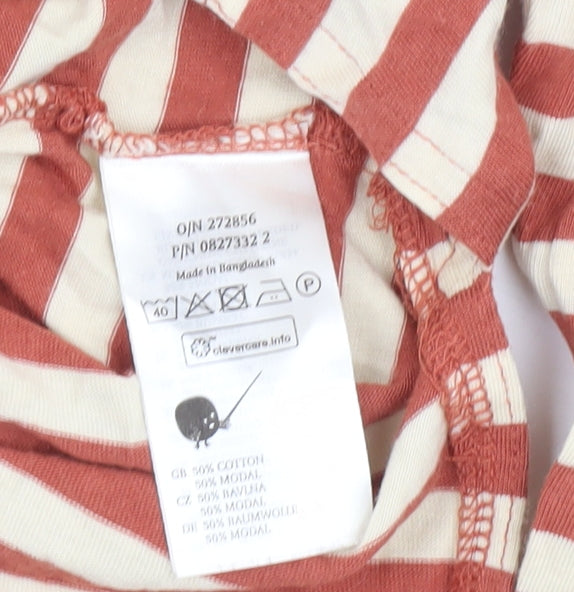 O/N 272856
P/N 0827332 2
Made in Bangladesh
40
P
clevercare.info
GB 50% COTTON
50% MODAL
CZ 50% BAVLNA
50% MODAL
DE 50% BAUMWOLLE
50% MODAL